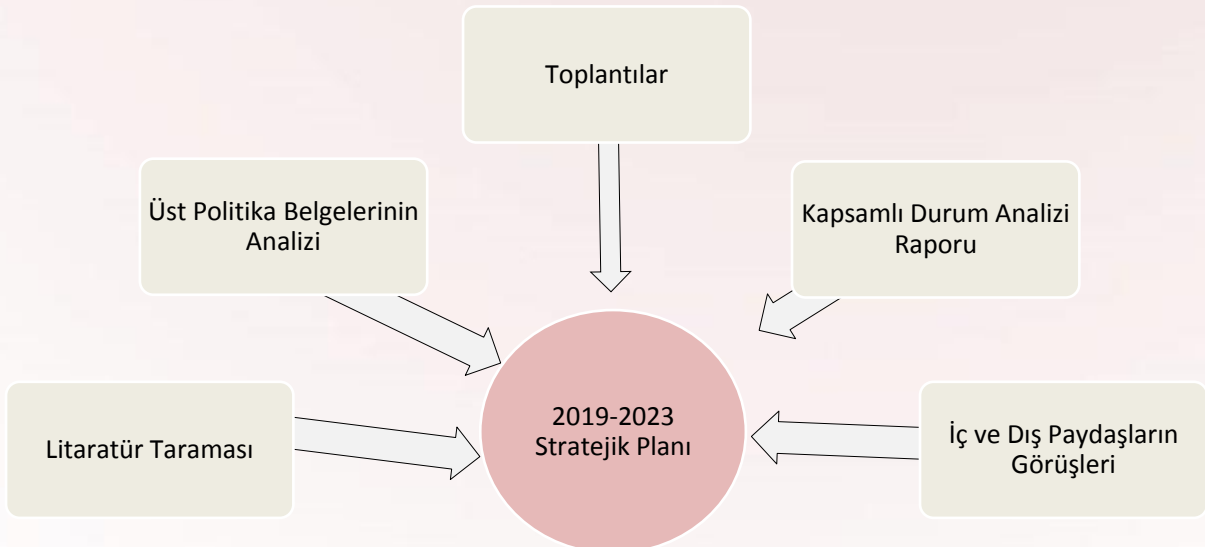 Toplantılar
Üst Politika Belgelerinin
Analizi
Kapsamlı Durum Analizi
Raporu
Litaratür Taraması
2019-2023
Stratejik Planı
İç ve Dış Paydaşların
Görüşleri